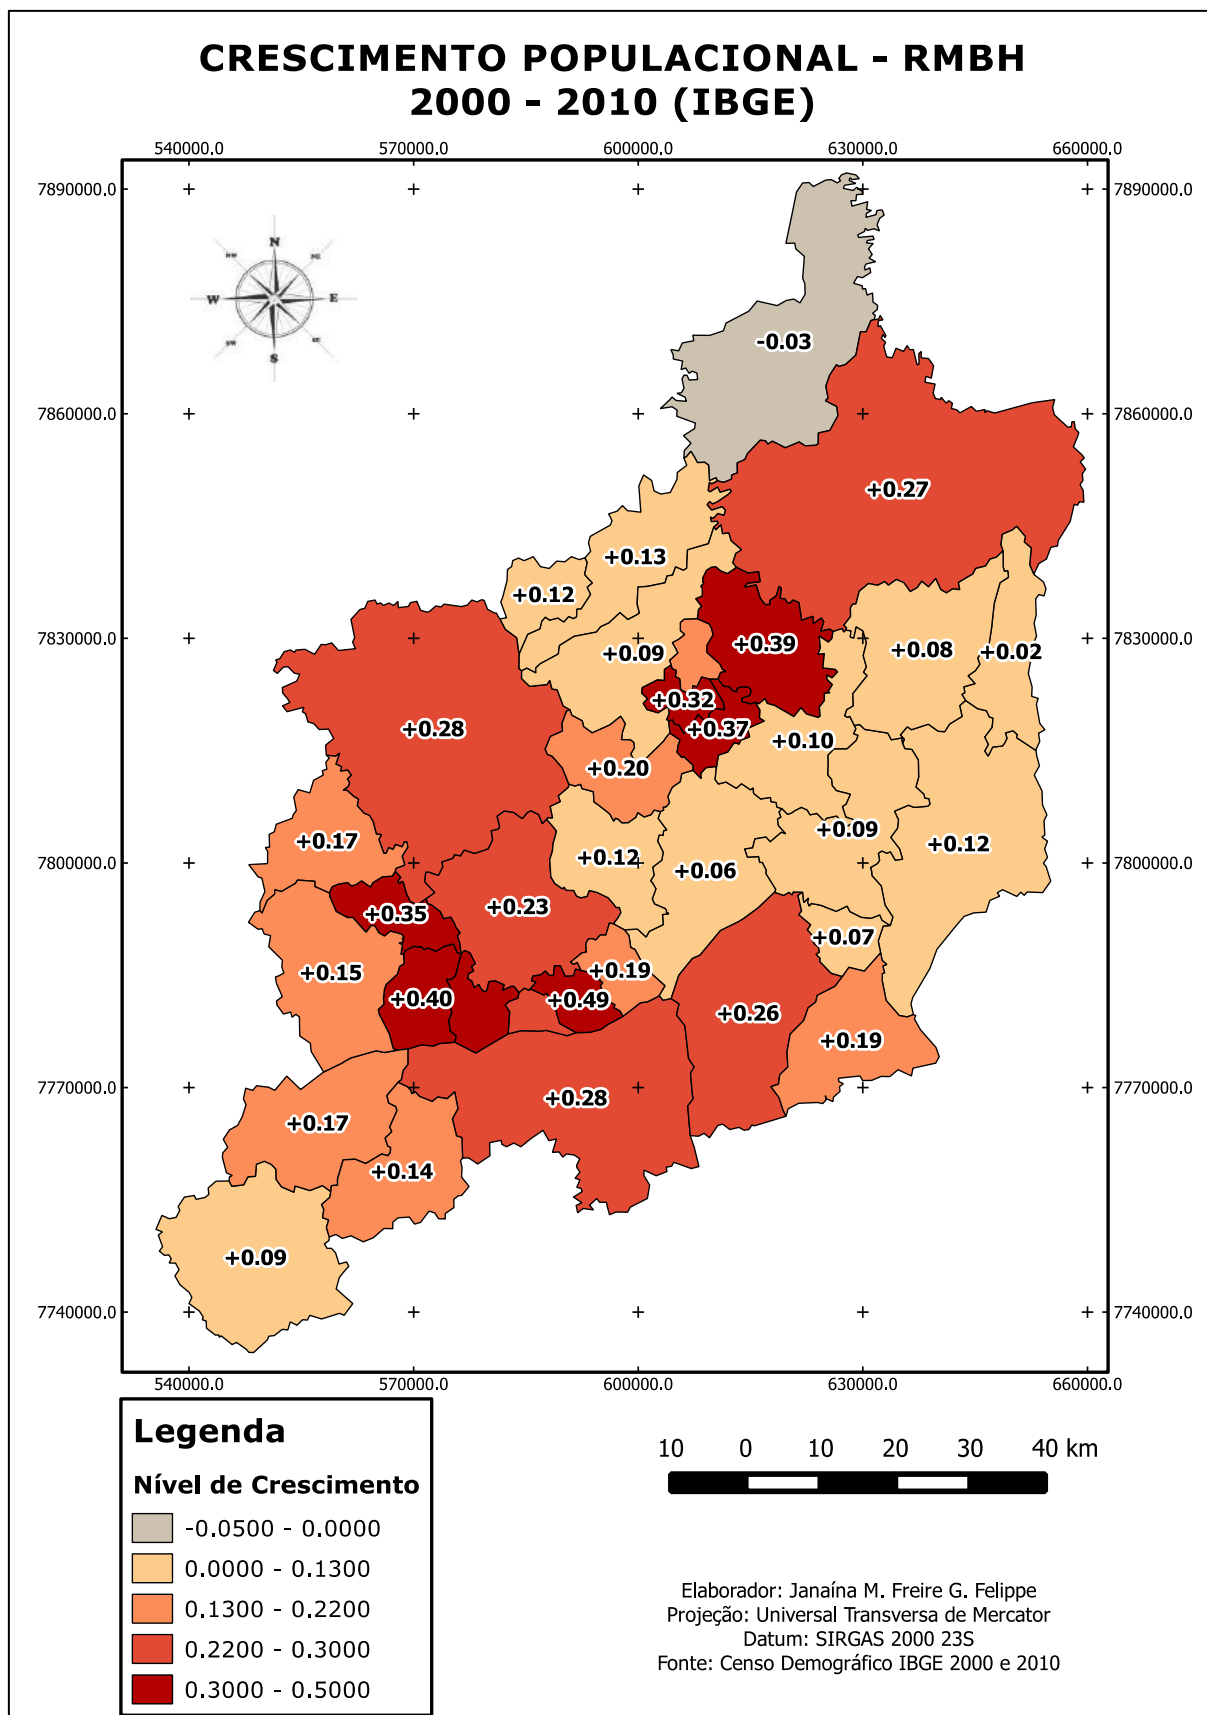 CRESCIMENTO POPULACIONAL - RMBH
2000 - 2010 (IBGE)
540000.0 570000.0 600000.0 630000.0 660000.0
7890000.0 7890000.0
N
W E
S
-0.03
7860000.0 7860000.0
+0.27
+0.13
+0.12
7830000.0 7830000.0
+0.39
+0.09 +0.08 +0.02
+0.32
+0.28 +0.37
+0.10
+0.20
+0.17 +0.09
+0.12 +0.12
7800000.0 7800000.0
+0.06
+0.35 +0.23
+0.07
+0.15 +0.19
+0.40 +0.49
+0.26
+0.19
7770000.0 7770000.0
+0.28
+0.17
+0.14
+0.09
7740000.0 7740000.0
540000.0 570000.0 600000.0 630000.0 660000.0
Legenda
Nível de Crescimento
-0.0500 - 0.0000
0.0000 - 0.1300
0.1300 - 0.2200
0.2200 - 0.3000
0.3000 - 0.5000
10 0 10 20 30 40 km
Elaborador: Janaína M. Freire G. Felippe
Projeção: Universal Transversa de Mercator
Datum: SIRGAS 2000 23S
Fonte: Censo Demográfico IBGE 2000 e 2010